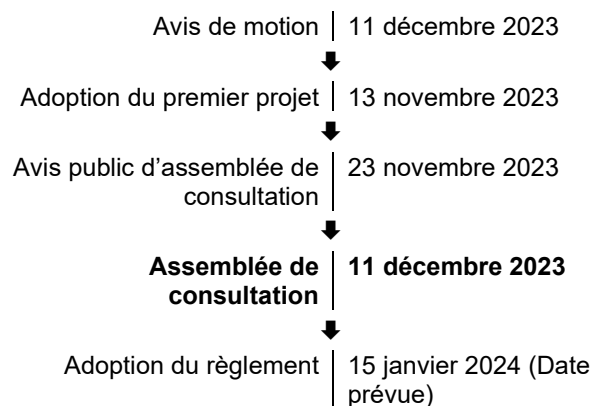 Avis de motion 11 décembre 2023
Adoption du premier projet 13 novembre 2023
Avis public d'assemblée de 23 novembre 2023
consultation
Assemblée de 11 décembre 2023
consultation
Adoption du règlement 15 janvier 2024 (Date
prévue)